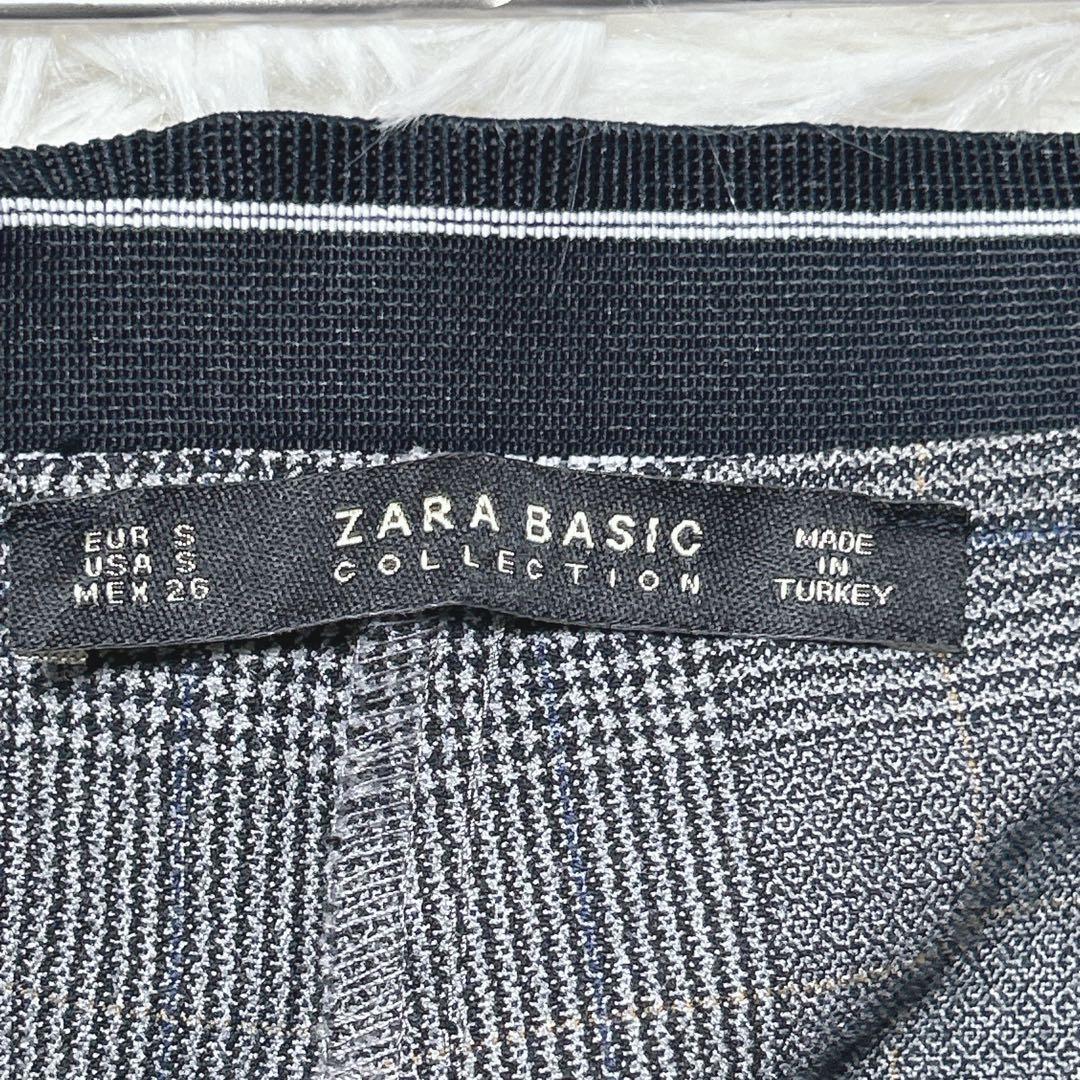 EUR S
USA S
MEX 26
ZARA BASIC
COLLECTION
MADE
IN
TURKEY